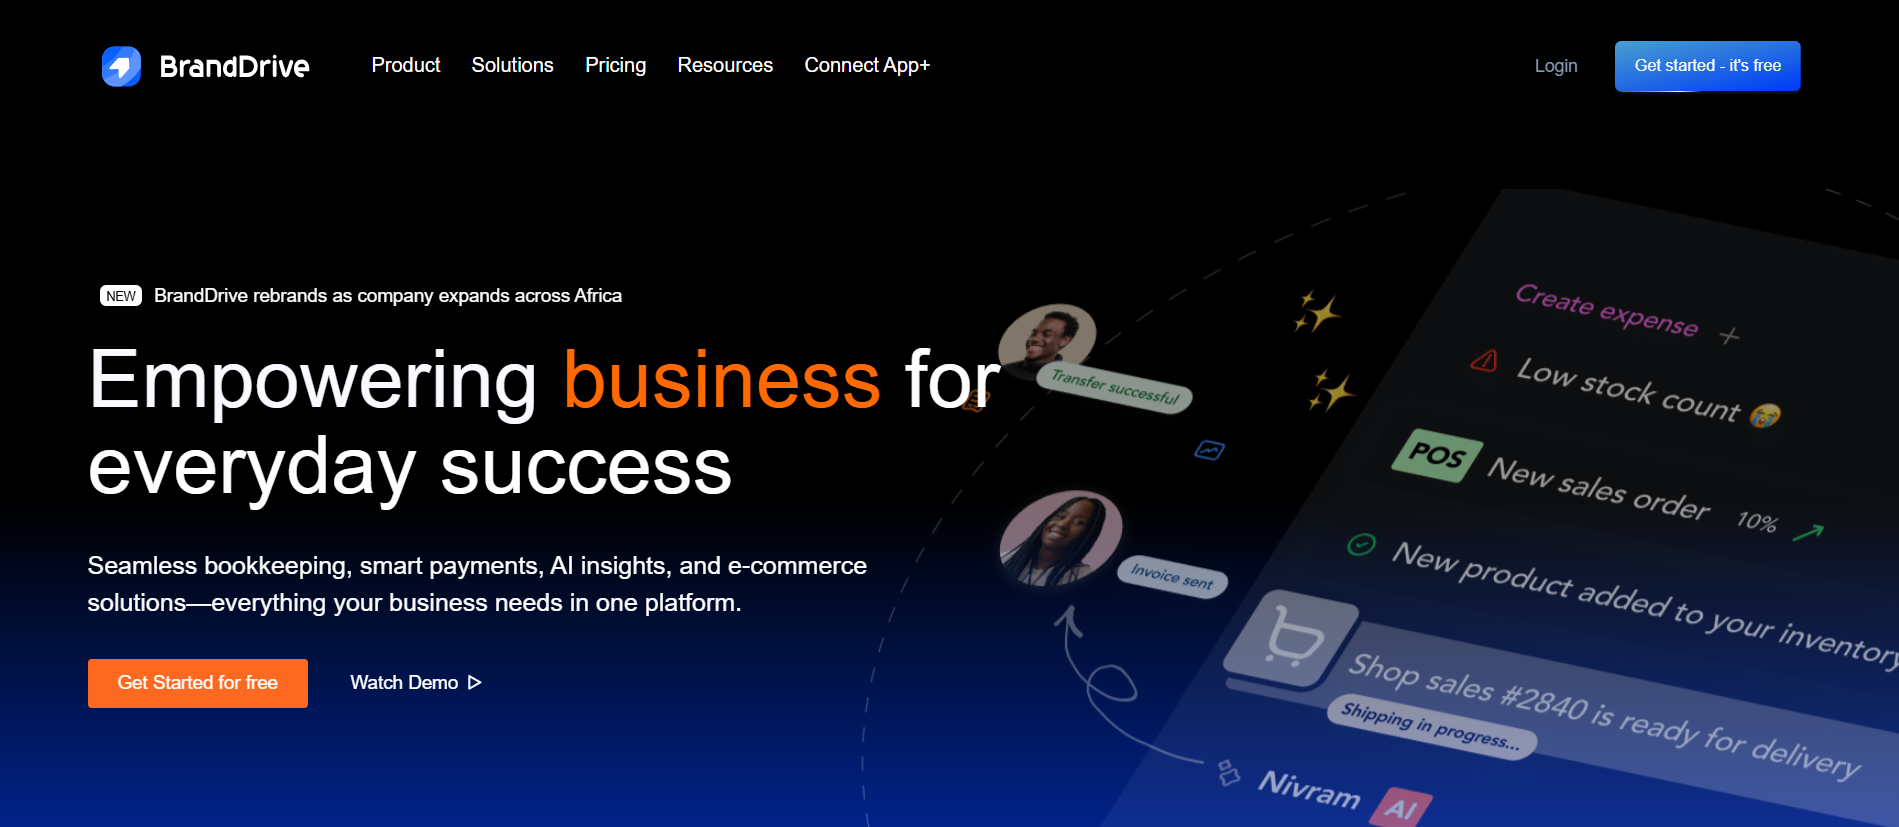 BrandDrive
Product
Solutions
Pricing
Resources
Connect App+
Login
Get started - it's free
NEW
BrandDrive rebrands as company expands across Africa
Empowering business for
everyday success
Seamless bookkeeping, smart payments, AI insights, and e-commerce
solutions—everything your business needs in one platform.
Get Started for free
Watch Demo
Transfer successful
Invoice sent
Create expense +
Low stock count 😭
POS New sales order 10%
New product added to your inventory
Shop sales #2840 is ready for delivery
Shipping in progress...
Nivram AI